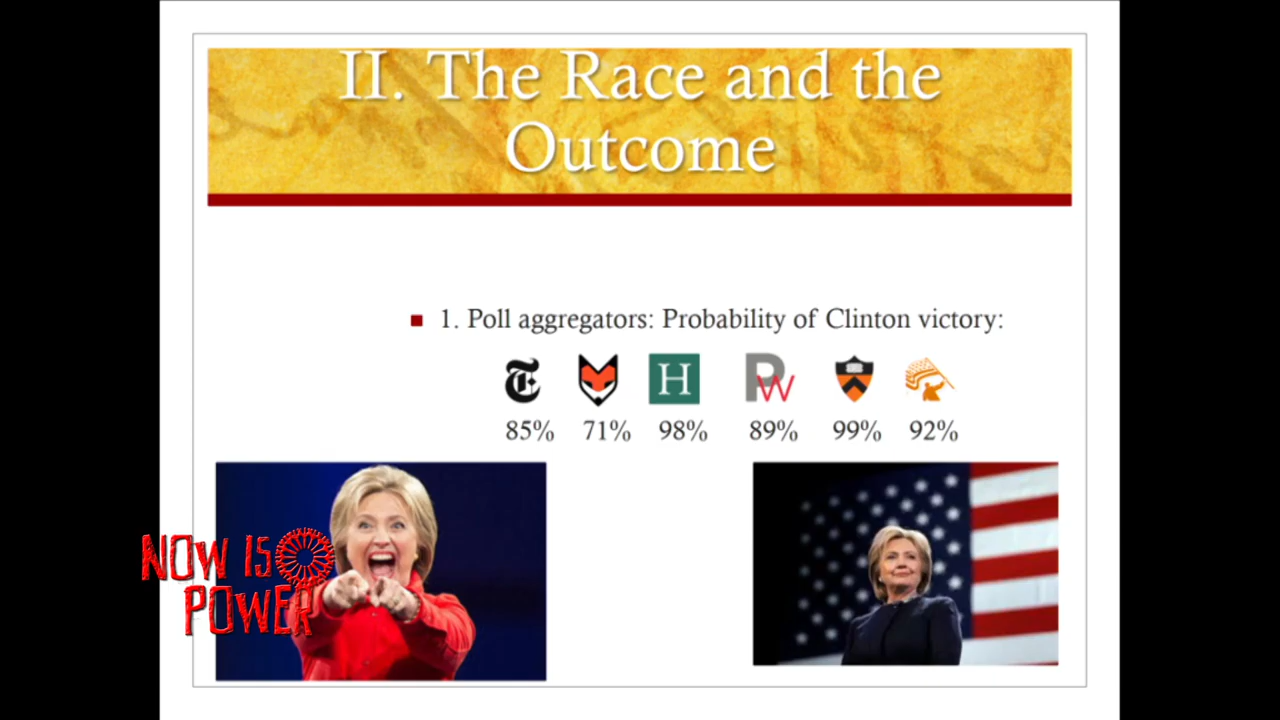 II. The Race and the
Outcome
1. Poll aggregators: Probability of Clinton victory:
T H PW
85% 71% 98% 89% 99% 92%
NOW IS
POWER